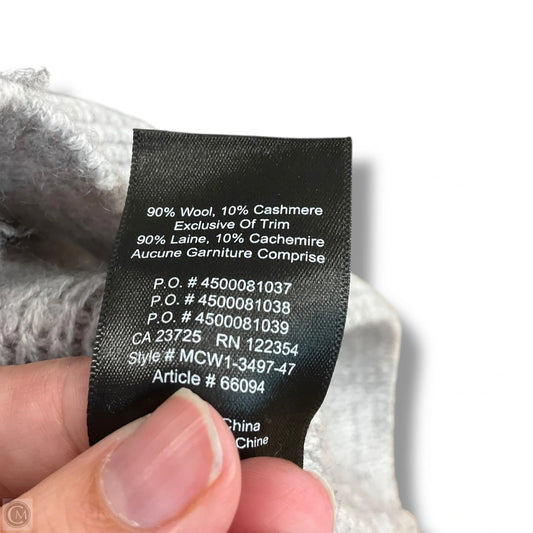 90% Wool, 10% Cashmere
Exclusive Of Trim
90% Laine, 10% Cachemire
Aucune Garniture Comprise
P.O. # 4500081037
P.O. # 4500081038
P.O. # 4500081039
CA 23725 RN 122354
Style # MCW1-3497-47
Article # 66094
China
Chine